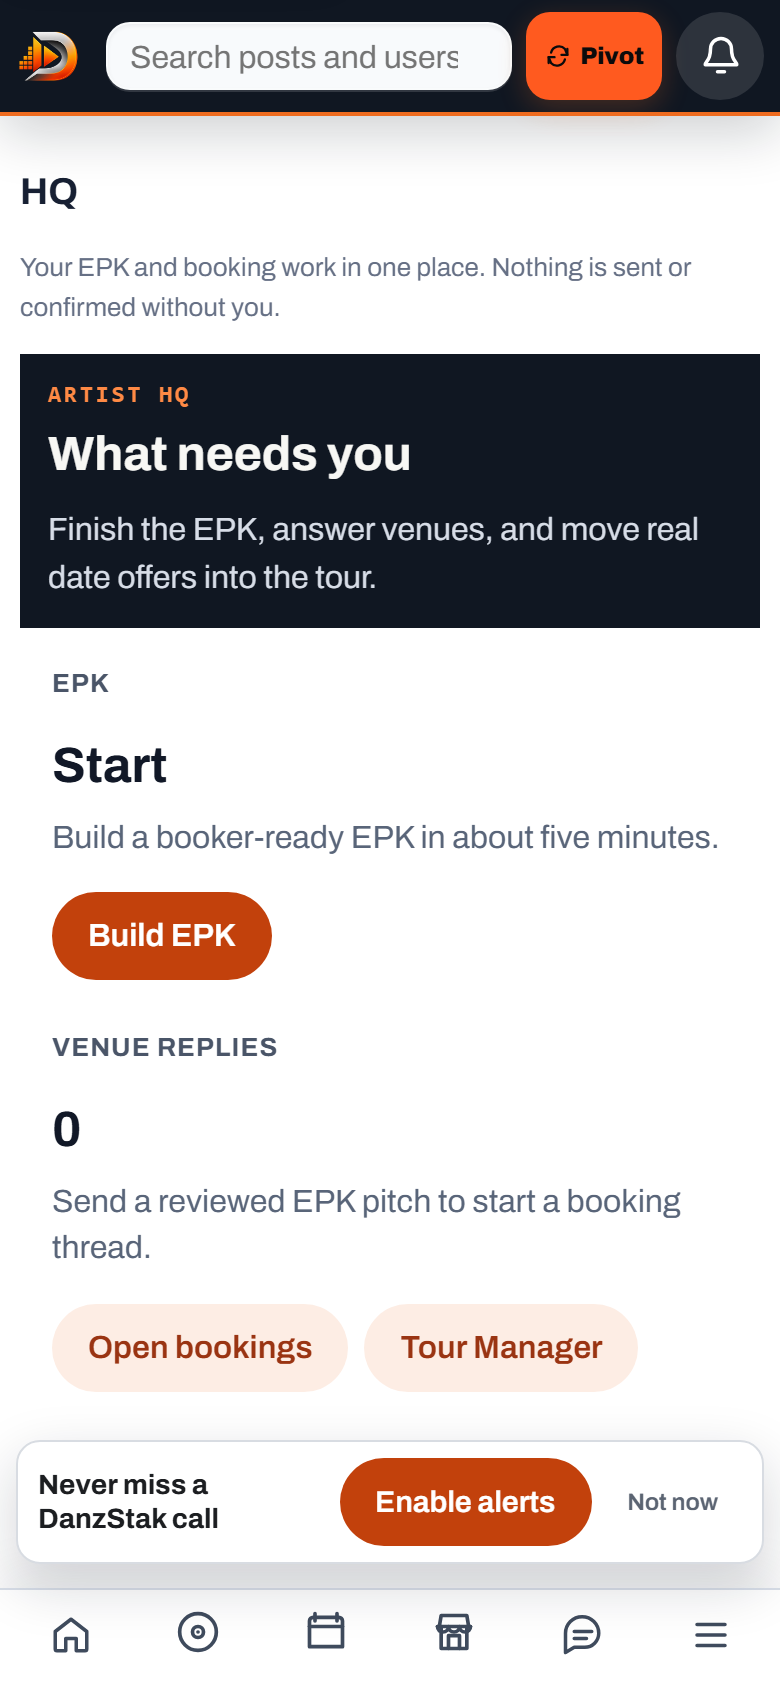 Search posts and users
Pivot
HQ
Your EPK and booking work in one place. Nothing is sent or
confirmed without you.
ARTIST HQ
What needs you
Finish the EPK, answer venues, and move real
date offers into the tour.
EPK
Start
Build a booker-ready EPK in about five minutes.
Build EPK
VENUE REPLIES
0
Send a reviewed EPK pitch to start a booking
thread.
Open bookings
Tour Manager
Never miss a
DanzStak call
Enable alerts
Not now